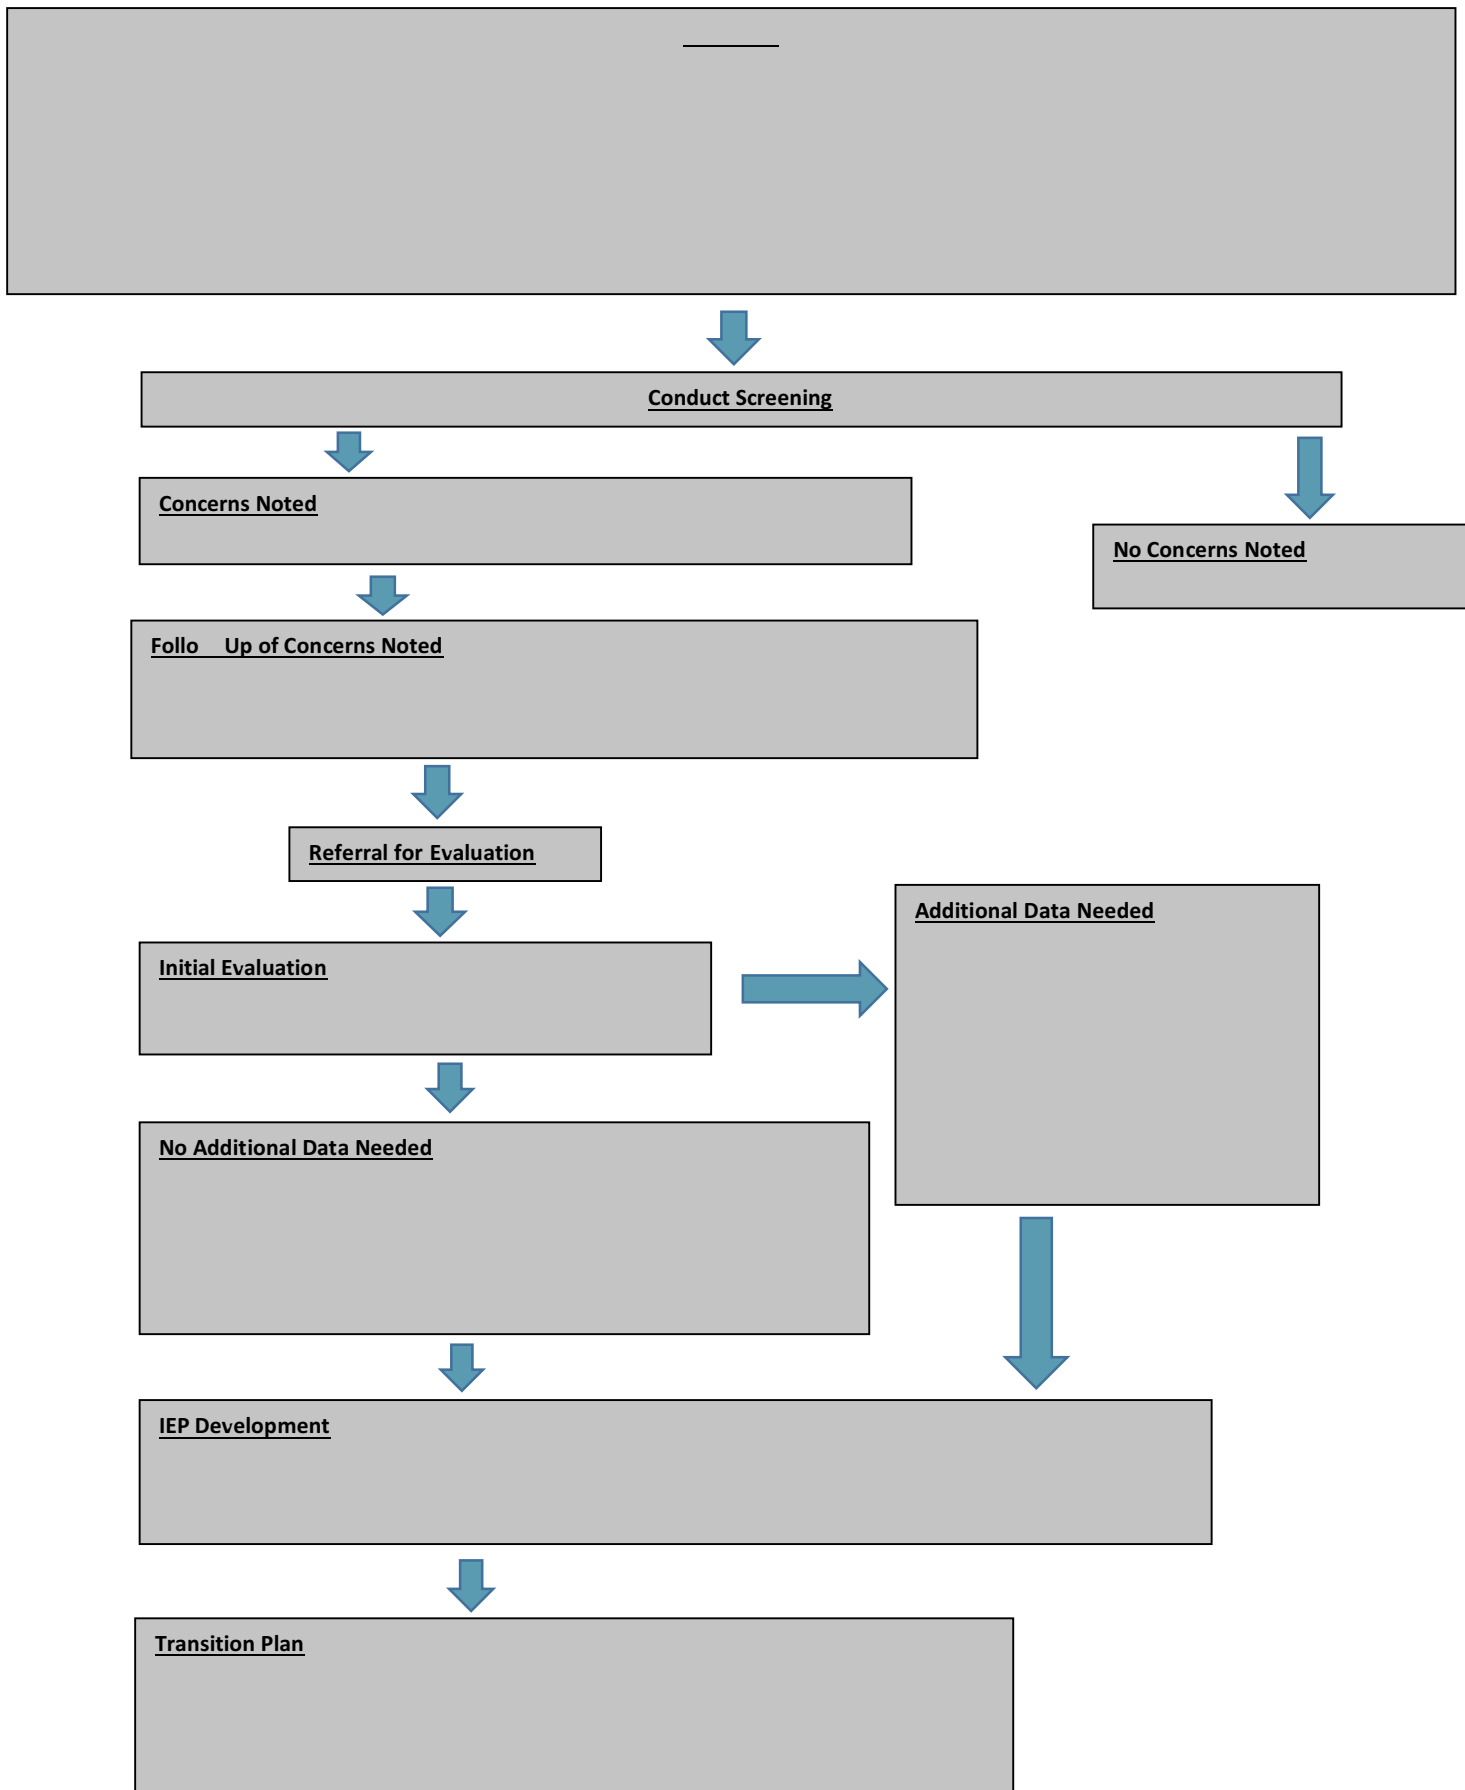 Conduct Screening
Concerns Noted
No Concerns Noted
Follo Up of Concerns Noted
Referral for Evaluation
Additional Data Needed
Initial Evaluation
No Additional Data Needed
IEP Development
Transition Plan